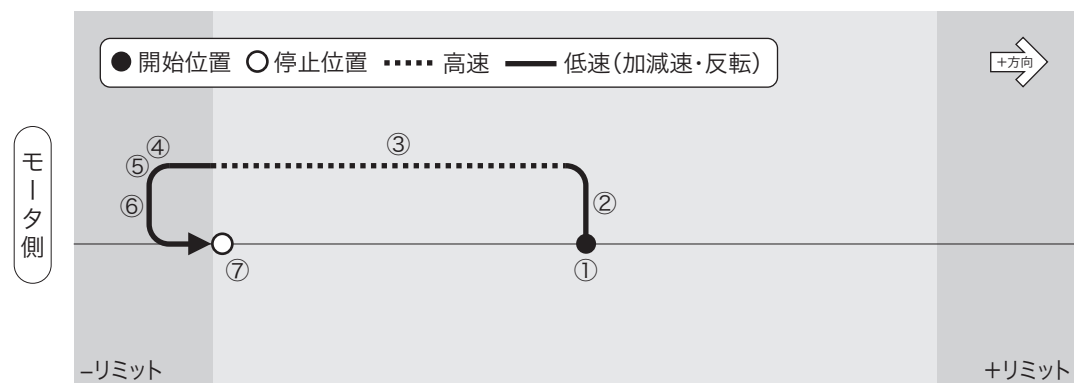 ●開始位置 ○停止位置 高速 低速(加減速・反転)
+方向
モータ側
④
③
⑤
⑥
②
⑦
①
−リミット
+リミット